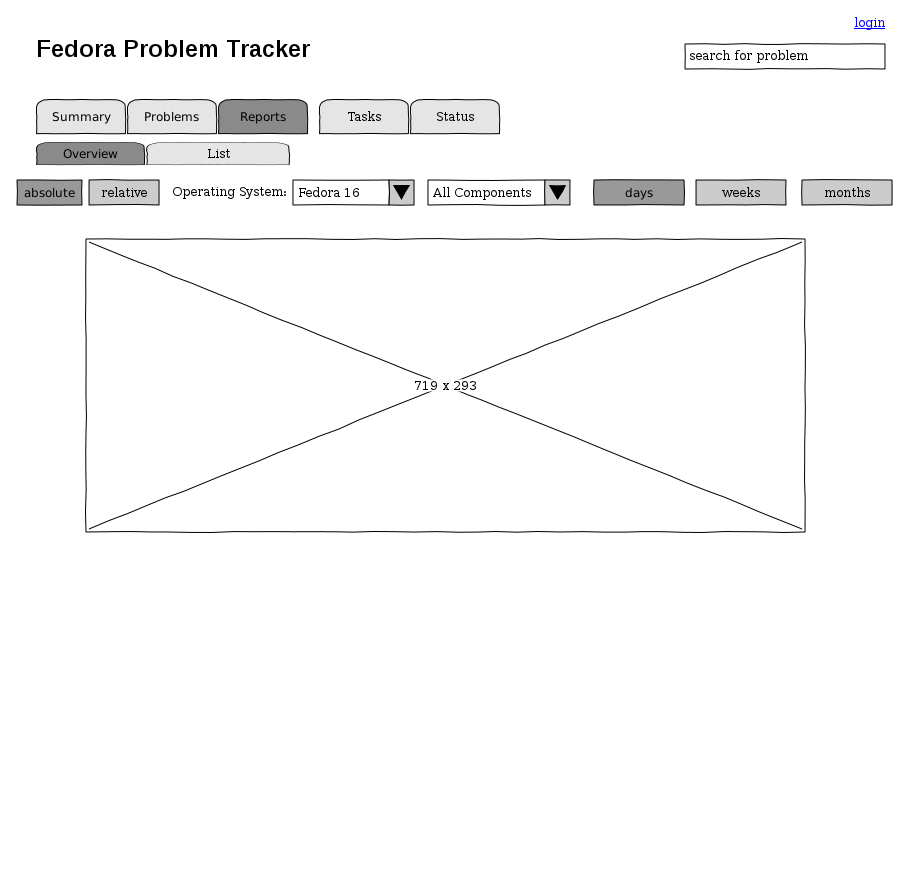 login
Fedora Problem Tracker
search for problem
Summary Problems Reports Tasks Status
Overview List
absolute relative Operating System: Fedora 16 All Components days weeks months
719 x 293